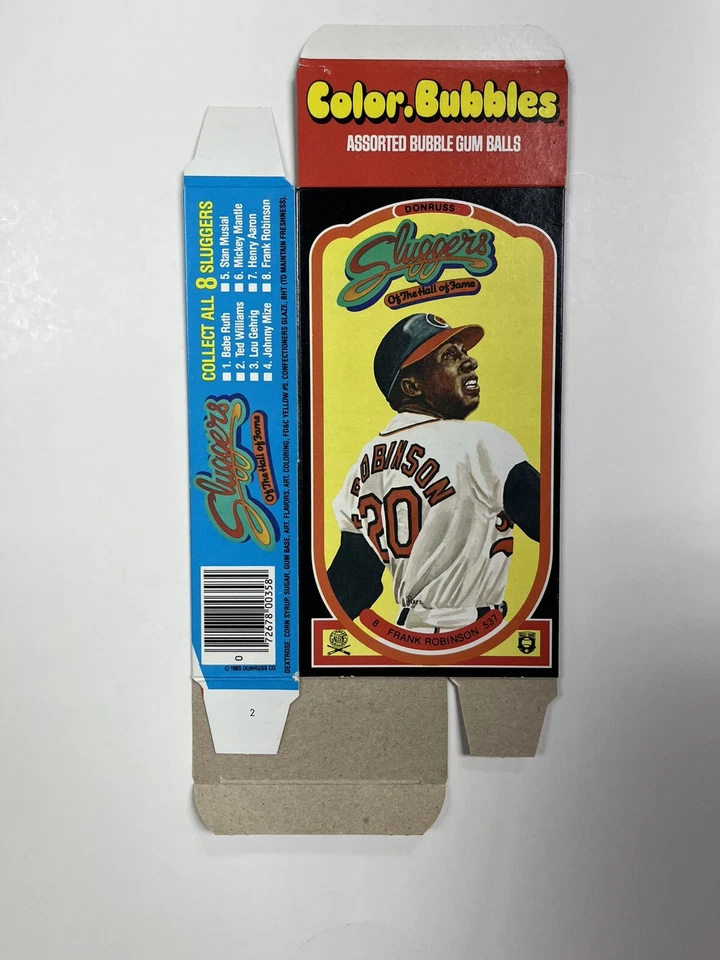 Color.Bubbles®
ASSORTED BUBBLE GUM BALLS
DONRUSS
Sluggers
Of The Hall of Fame
ROBINSON
20
8 FRANK ROBINSON .537
COLLECT ALL 8 SLUGGERS
1. Babe Ruth
2. Ted Williams
3. Lou Gehrig
4. Johnny Mize
5. Stan Musial
6. Mickey Mantle
7. Henry Aaron
8. Frank Robinson
Sluggers
Of The Hall of Fame
DEXTROSE, CORN SYRUP, SUGAR, GUM BASE, ART. FLAVORS, ART. COLORING, FD&C YELLOW #5, CONFECTIONERS GLAZE, BHT (TO MAINTAIN FRESHNESS).
0
72678 00358
© 1985 DONRUSS CO.
2